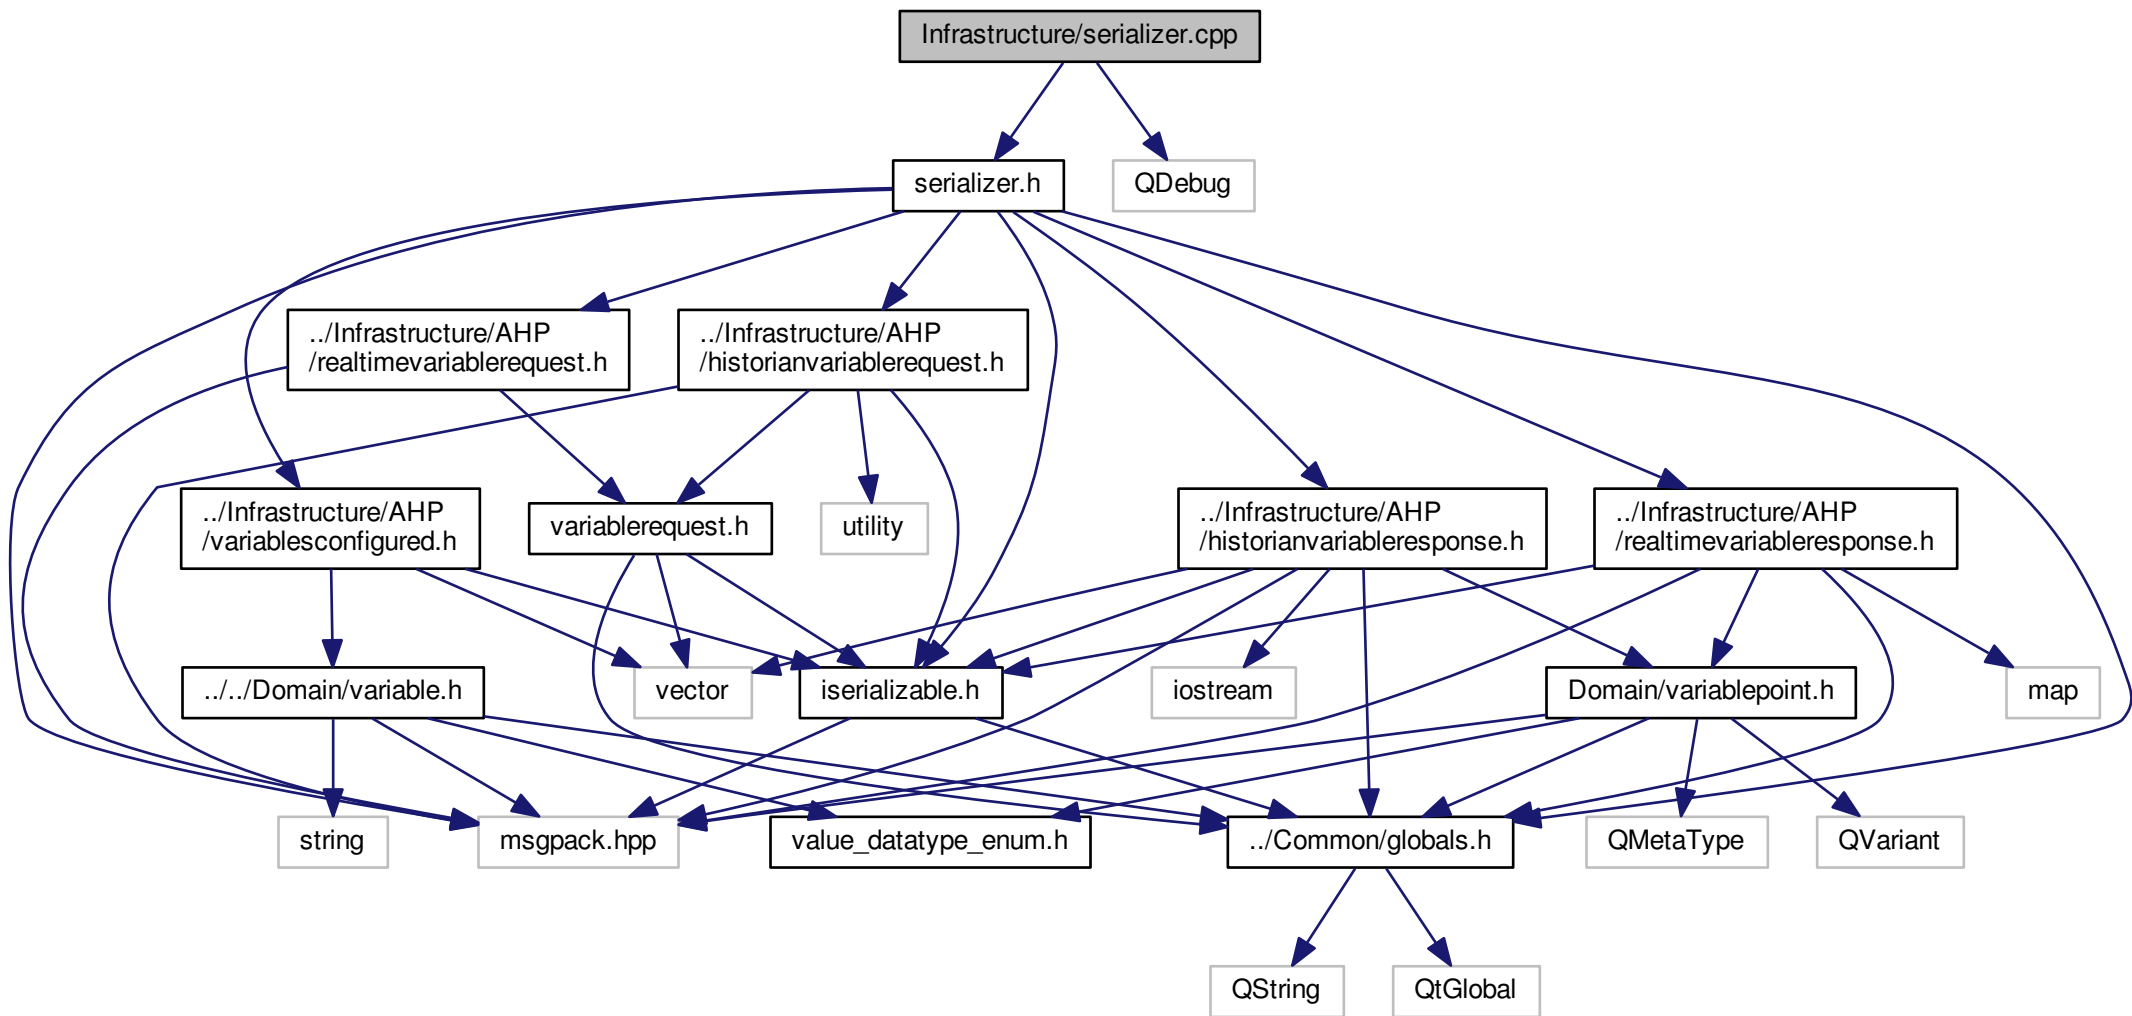 Infrastructure/serializer.cpp
serializer.h
QDebug
../Infrastructure/AHP
/realtimevariablerequest.h
../Infrastructure/AHP
/historianvariablerequest.h
../Infrastructure/AHP
/variablesconfigured.h
variablerequest.h
utility
../Infrastructure/AHP
/historianvariableresponse.h
../Infrastructure/AHP
/realtimevariableresponse.h
../../Domain/variable.h
vector
iserializable.h
iostream
Domain/variablepoint.h
map
string
msgpack.hpp
value_datatype_enum.h
../Common/globals.h
QMetaType
QVariant
QString
QtGlobal